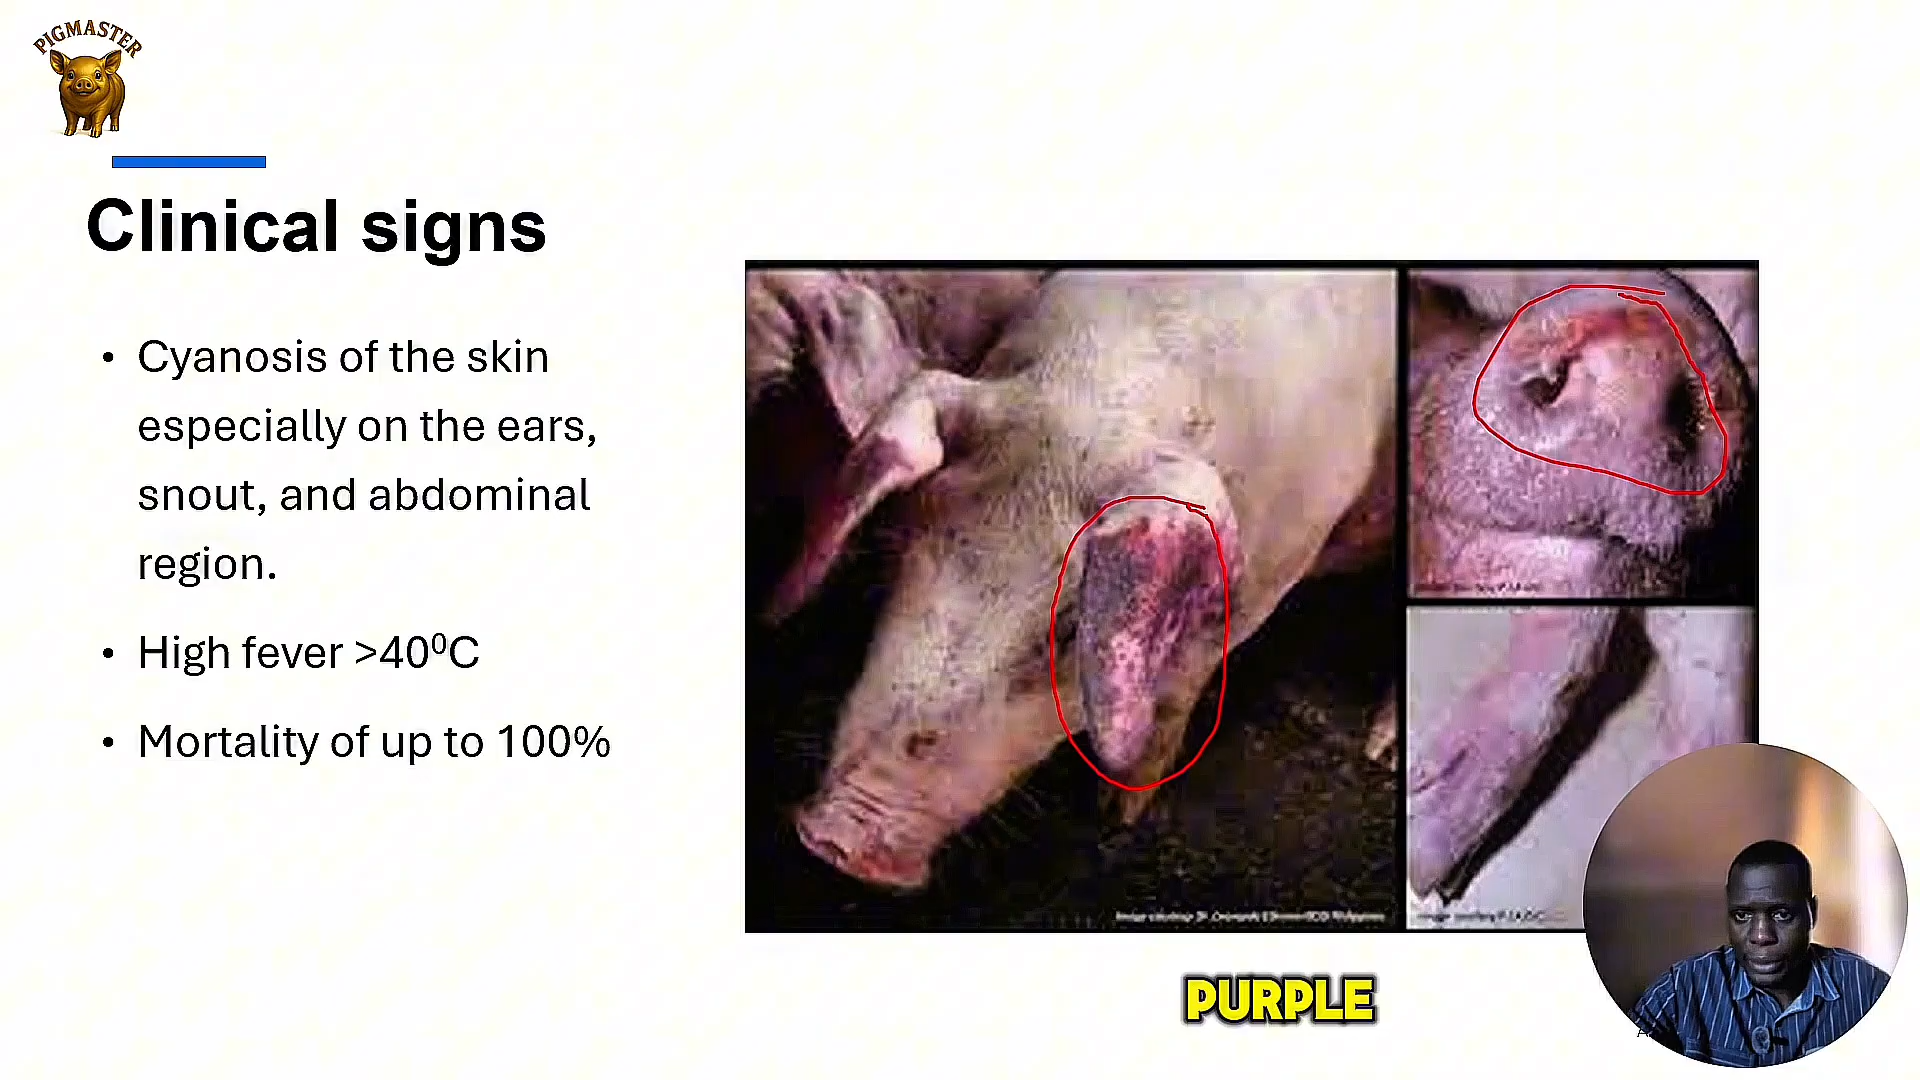 PIGMASTER
Clinical signs
• Cyanosis of the skin
especially on the ears,
snout, and abdominal
region.
• High fever >40⁰C
• Mortality of up to 100%
PURPLE